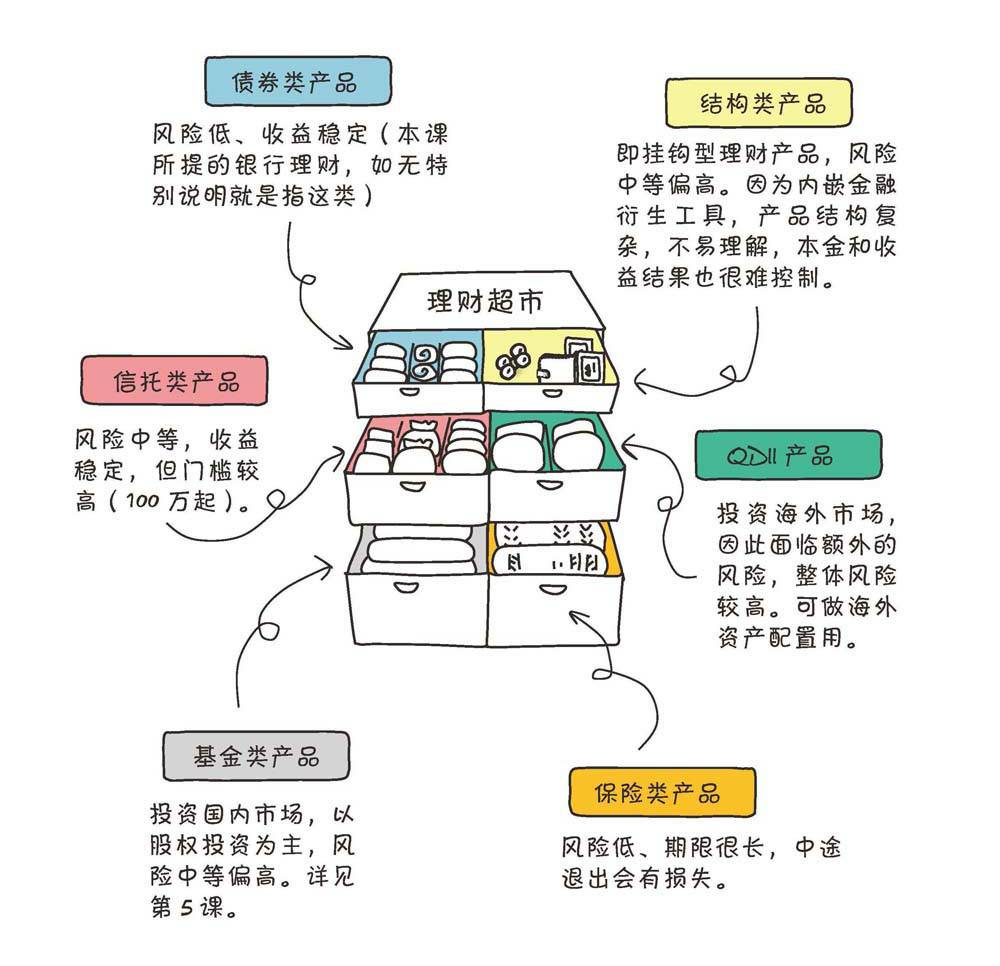 债券类产品
风险低、收益稳定（本课
所提的银行理财，如无特
别说明就是指这类）
结构类产品
即挂钩型理财产品，风险
中等偏高。因为内嵌金融
衍生工具，产品结构复
杂，不易理解，本金和收
益结果也很难控制。
理财超市
信托类产品
风险中等，收益
稳定，但门槛较
高（100万起）。
QDII产品
投资海外市场，
因此面临额外的
风险，整体风险
较高。可做海外
资产配置用。
基金类产品
投资国内市场，以
股权投资为主，风
险中等偏高。详见
第5课。
保险类产品
风险低、期限很长，中途
退出会有损失。